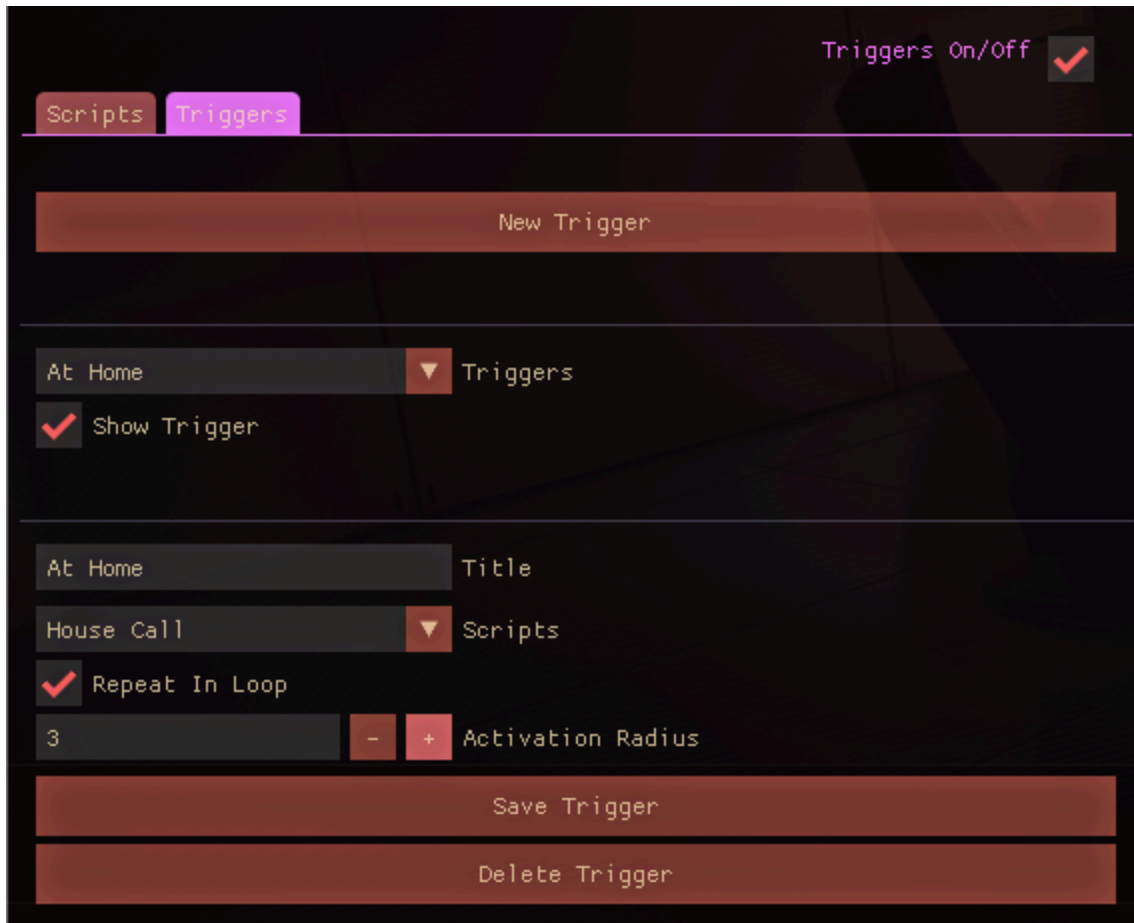 Triggers On/Off
Scripts Triggers
New Trigger
At Home Triggers
Show Trigger
At Home Title
House Call Scripts
Repeat In Loop
3 - + Activation Radius
Save Trigger
Delete Trigger